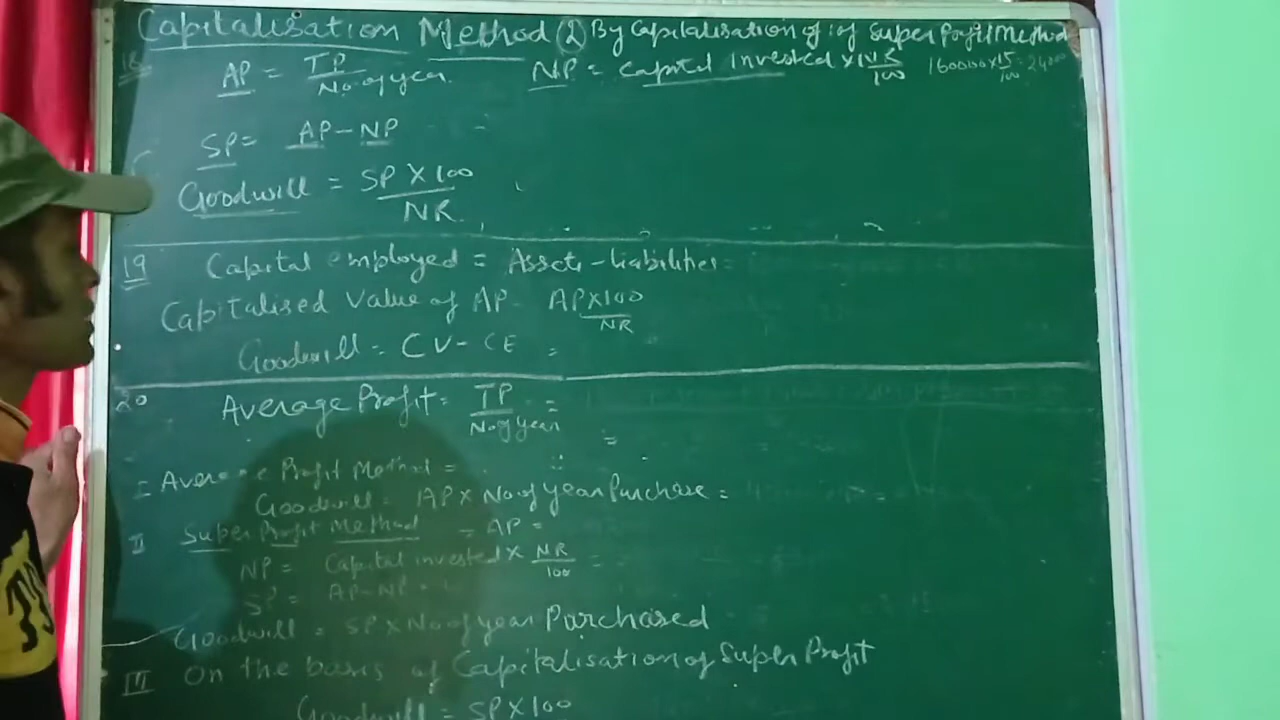 Capitalisation Method (2) By Capitalisation of of Super Profit Method
18 AP = TP / No. of year NP = Capital Invested × NR/100 160000×15/100=24000
SP = AP - NP
Goodwill = SP × 100 / NR
19 Capital employed = Assets - Liabilities =
Capitalised Value of AP AP×100 / NR
Goodwill = CV - CE =
20 Average Profit = TP / No. of year =
= Average Profit Method =
Goodwill = AP × No of year Purchase =
II Super Profit Method = AP =
NP = Capital invested × NR/100 =
SP = AP - NP =
Goodwill = SP × No of year Purchased
III On the basis of Capitalisation of Super Profit
Goodwill = SP × 100